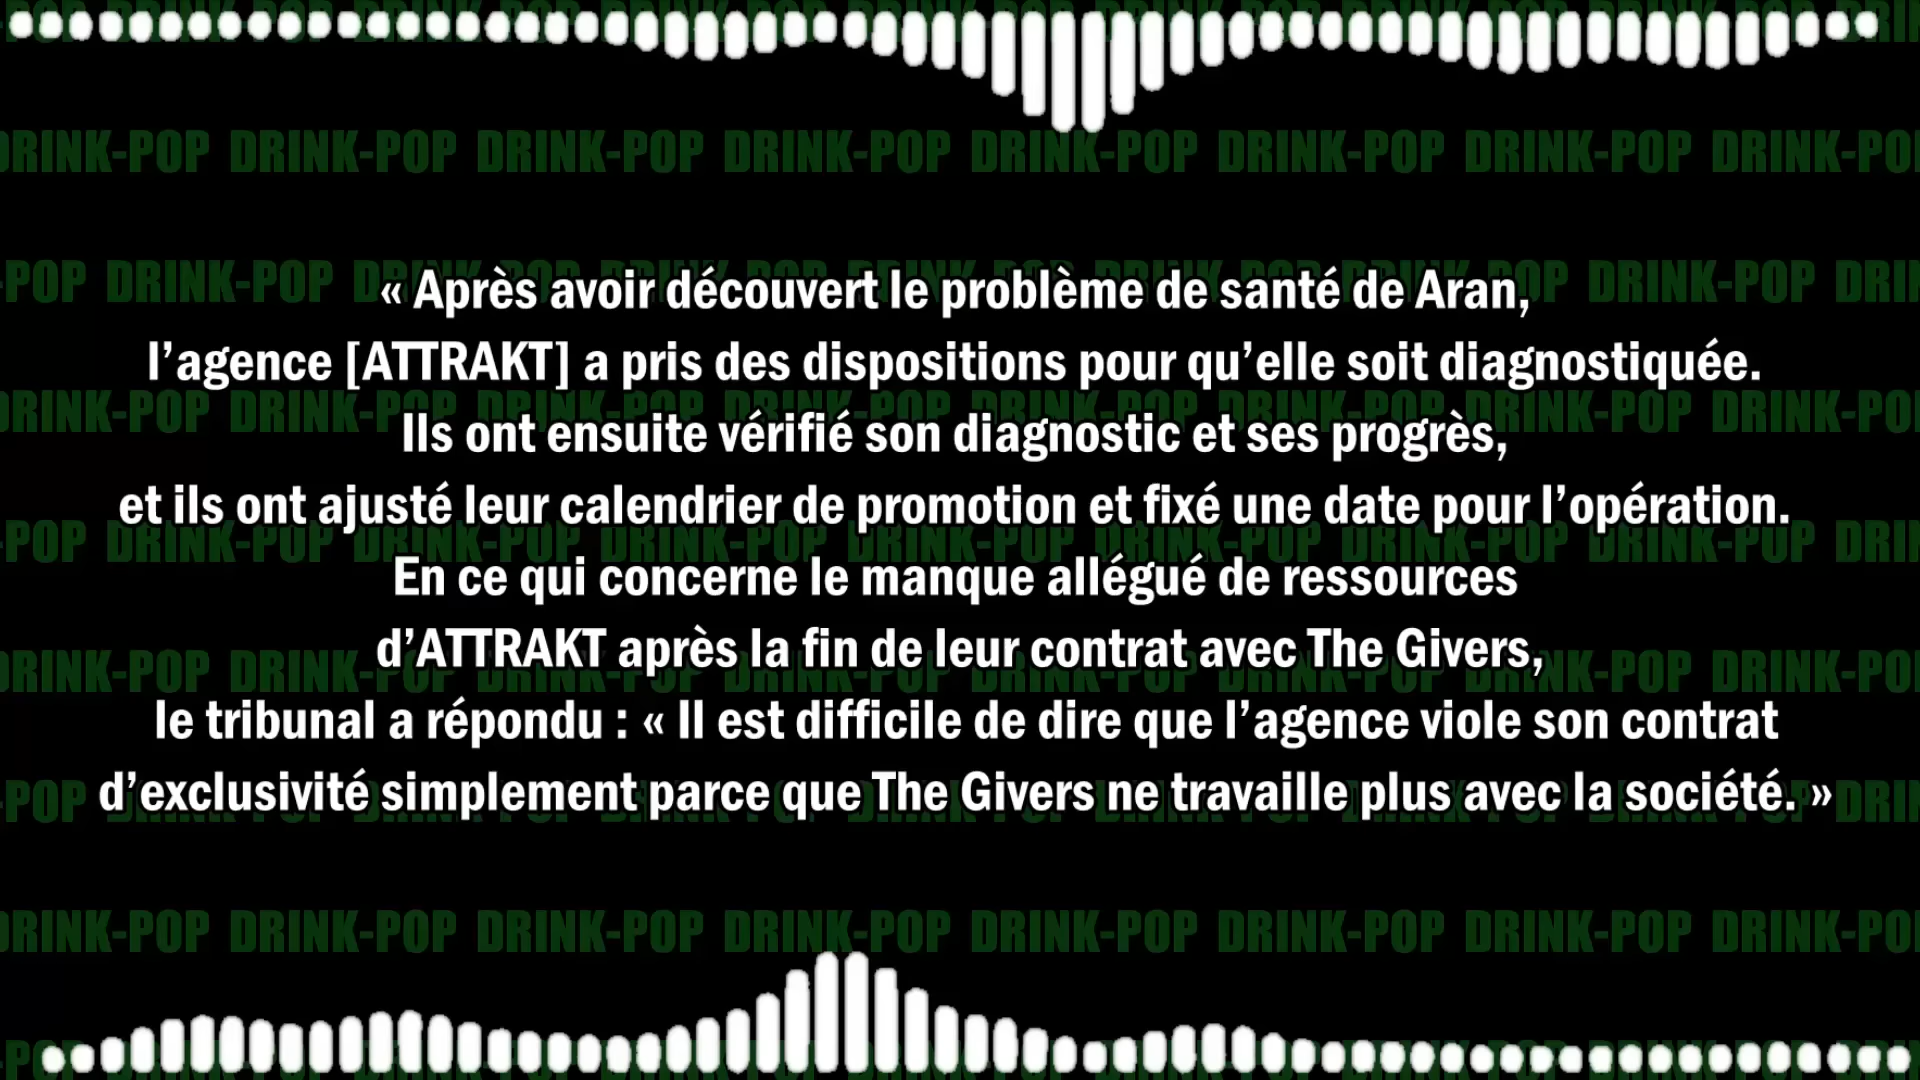 DRINK-POP DRINK-POP DRINK-POP DRINK-POP DRINK-POP DRINK-POP DRINK-POP DRINK-PO
« Après avoir découvert le problème de santé de Aran,
l’agence [ATTRAKT] a pris des dispositions pour qu’elle soit diagnostiquée.
Ils ont ensuite vérifié son diagnostic et ses progrès,
et ils ont ajusté leur calendrier de promotion et fixé une date pour l’opération.
En ce qui concerne le manque allégué de ressources
d’ATTRAKT après la fin de leur contrat avec The Givers,
le tribunal a répondu : « Il est difficile de dire que l’agence viole son contrat
d’exclusivité simplement parce que The Givers ne travaille plus avec la société. »
DRINK-POP DRINK-POP DRINK-POP DRINK-POP DRINK-POP DRINK-POP DRINK-POP DRINK-PO